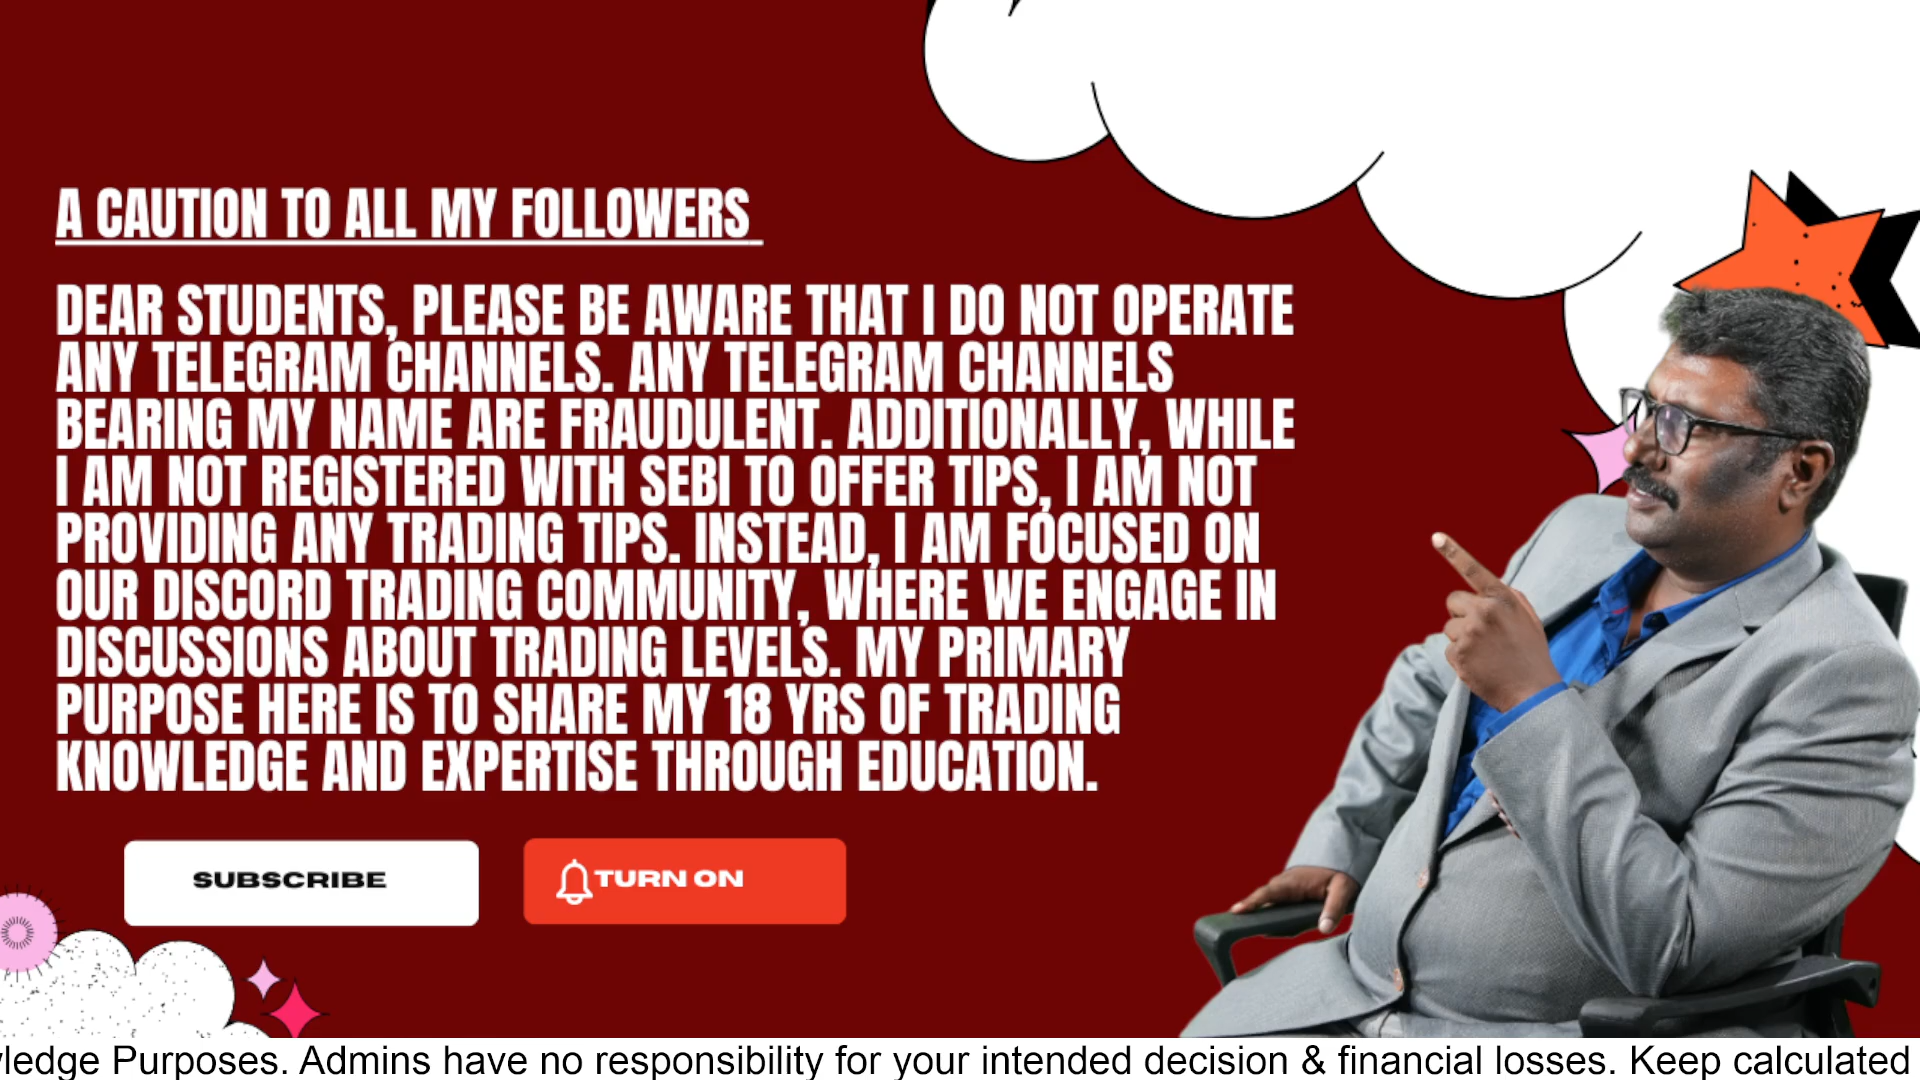 A CAUTION TO ALL MY FOLLOWERS
DEAR STUDENTS, PLEASE BE AWARE THAT I DO NOT OPERATE
ANY TELEGRAM CHANNELS. ANY TELEGRAM CHANNELS
BEARING MY NAME ARE FRAUDULENT. ADDITIONALLY, WHILE
I AM NOT REGISTERED WITH SEBI TO OFFER TIPS, I AM NOT
PROVIDING ANY TRADING TIPS. INSTEAD, I AM FOCUSED ON
OUR DISCORD TRADING COMMUNITY, WHERE WE ENGAGE IN
DISCUSSIONS ABOUT TRADING LEVELS. MY PRIMARY
PURPOSE HERE IS TO SHARE MY 18 YRS OF TRADING
KNOWLEDGE AND EXPERTISE THROUGH EDUCATION.
SUBSCRIBE
TURN ON
ledge Purposes. Admins have no responsibility for your intended decision & financial losses. Keep calculated